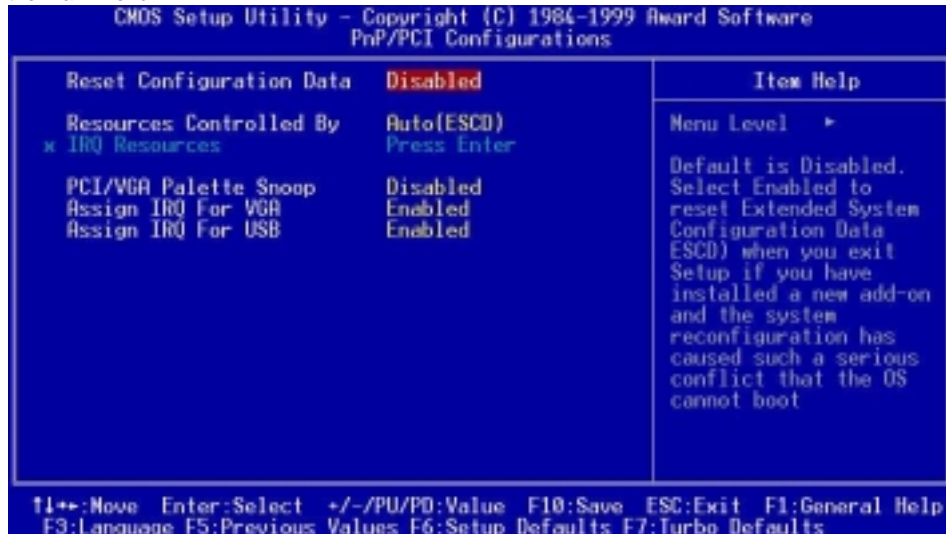 CMOS Setup Utility - Copyright (C) 1984-1999 Award Software
PnP/PCI Configurations
Reset Configuration Data Disabled
Resources Controlled By Auto(ESCD)
x IRQ Resources Press Enter
PCI/VGA Palette Snoop Disabled
Assign IRQ For VGA Enabled
Assign IRQ For USB Enabled
Item Help
Menu Level ►
Default is Disabled.
Select Enabled to
reset Extended System
Configuration Data
ESCD) when you exit
Setup if you have
installed a new add-on
and the system
reconfiguration has
caused such a serious
conflict that the OS
cannot boot
↑↓→←:Move Enter:Select +/-/PU/PD:Value F10:Save ESC:Exit F1:General Help
F3:Language F5:Previous Values F6:Setup Defaults F7:Turbo Defaults